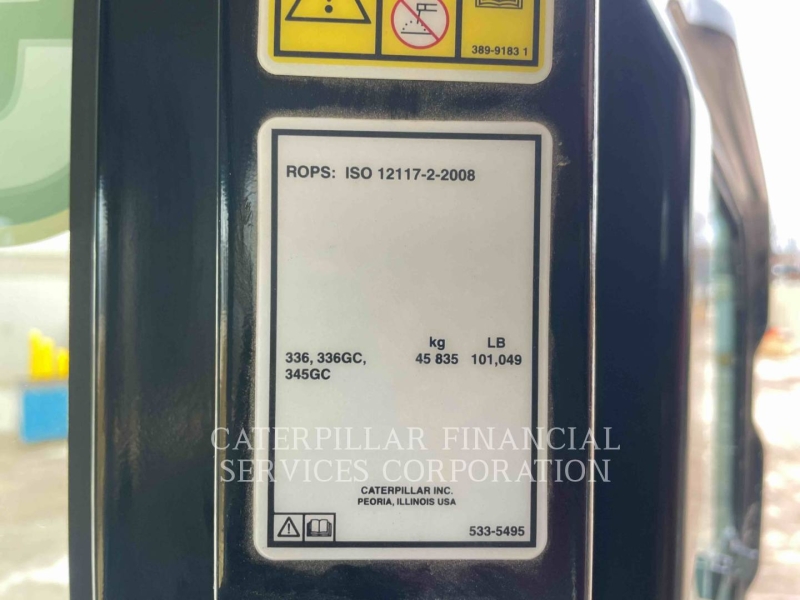 389-9183 1
ROPS: ISO 12117-2-2008
kg LB
336, 336GC, 45 835 101,049
345GC
CATERPILLAR FINANCIAL
SERVICES CORPORATION
CATERPILLAR INC.
PEORIA, ILLINOIS USA
533-5495